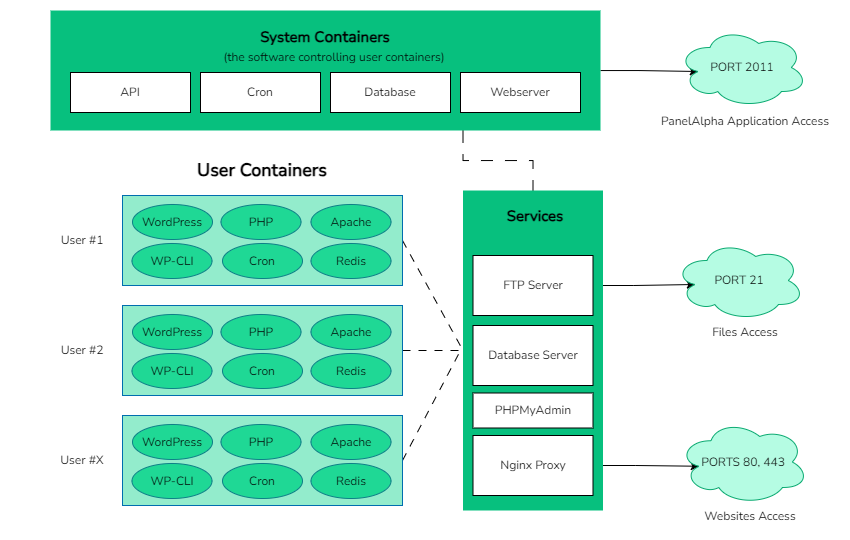 System Containers
(the software controlling user containers)
API
Cron
Database
Webserver
PORT 2011
PanelAlpha Application Access
User Containers
User #1
WordPress
PHP
Apache
WP-CLI
Cron
Redis
User #2
WordPress
PHP
Apache
WP-CLI
Cron
Redis
User #X
WordPress
PHP
Apache
WP-CLI
Cron
Redis
Services
FTP Server
Database Server
PHPMyAdmin
Nginx Proxy
PORT 21
Files Access
PORTS 80, 443
Websites Access